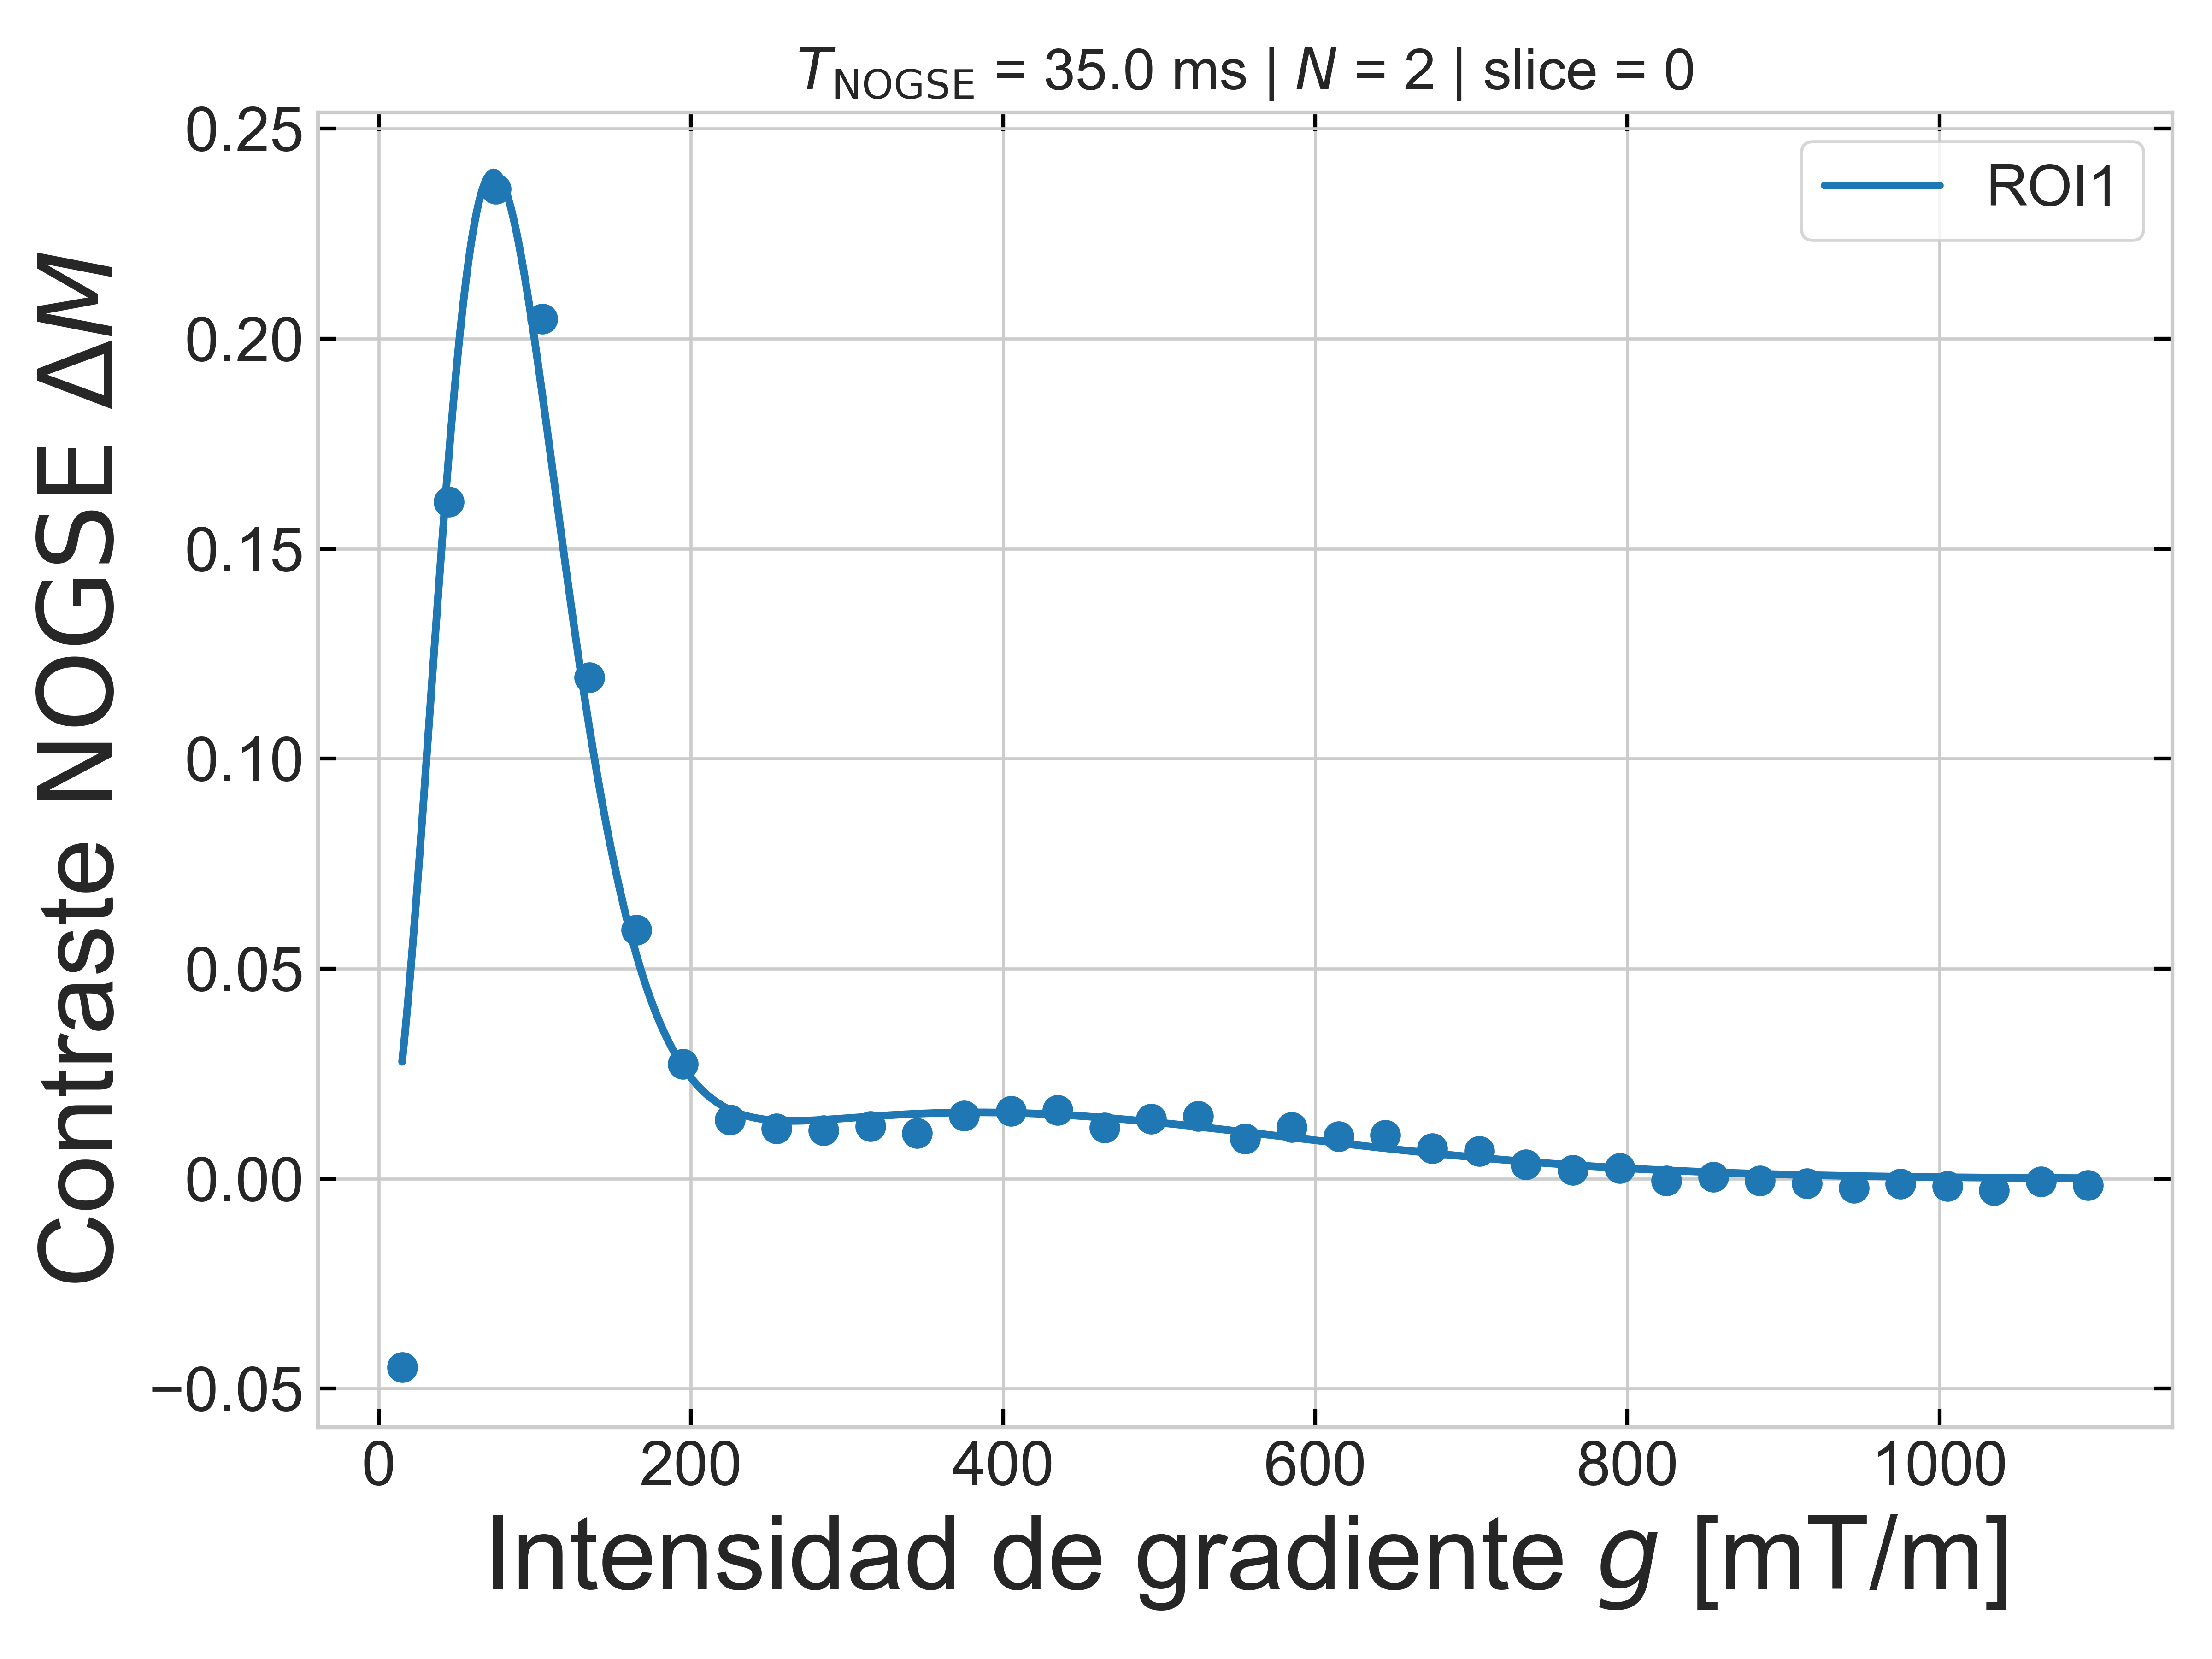 T_NOGSE = 35.0 ms | N = 2 | slice = 0
ROI1
Contraste NOGSE ΔM
0.25
0.20
0.15
0.10
0.05
0.00
−0.05
0 200 400 600 800 1000
Intensidad de gradiente g [mT/m]